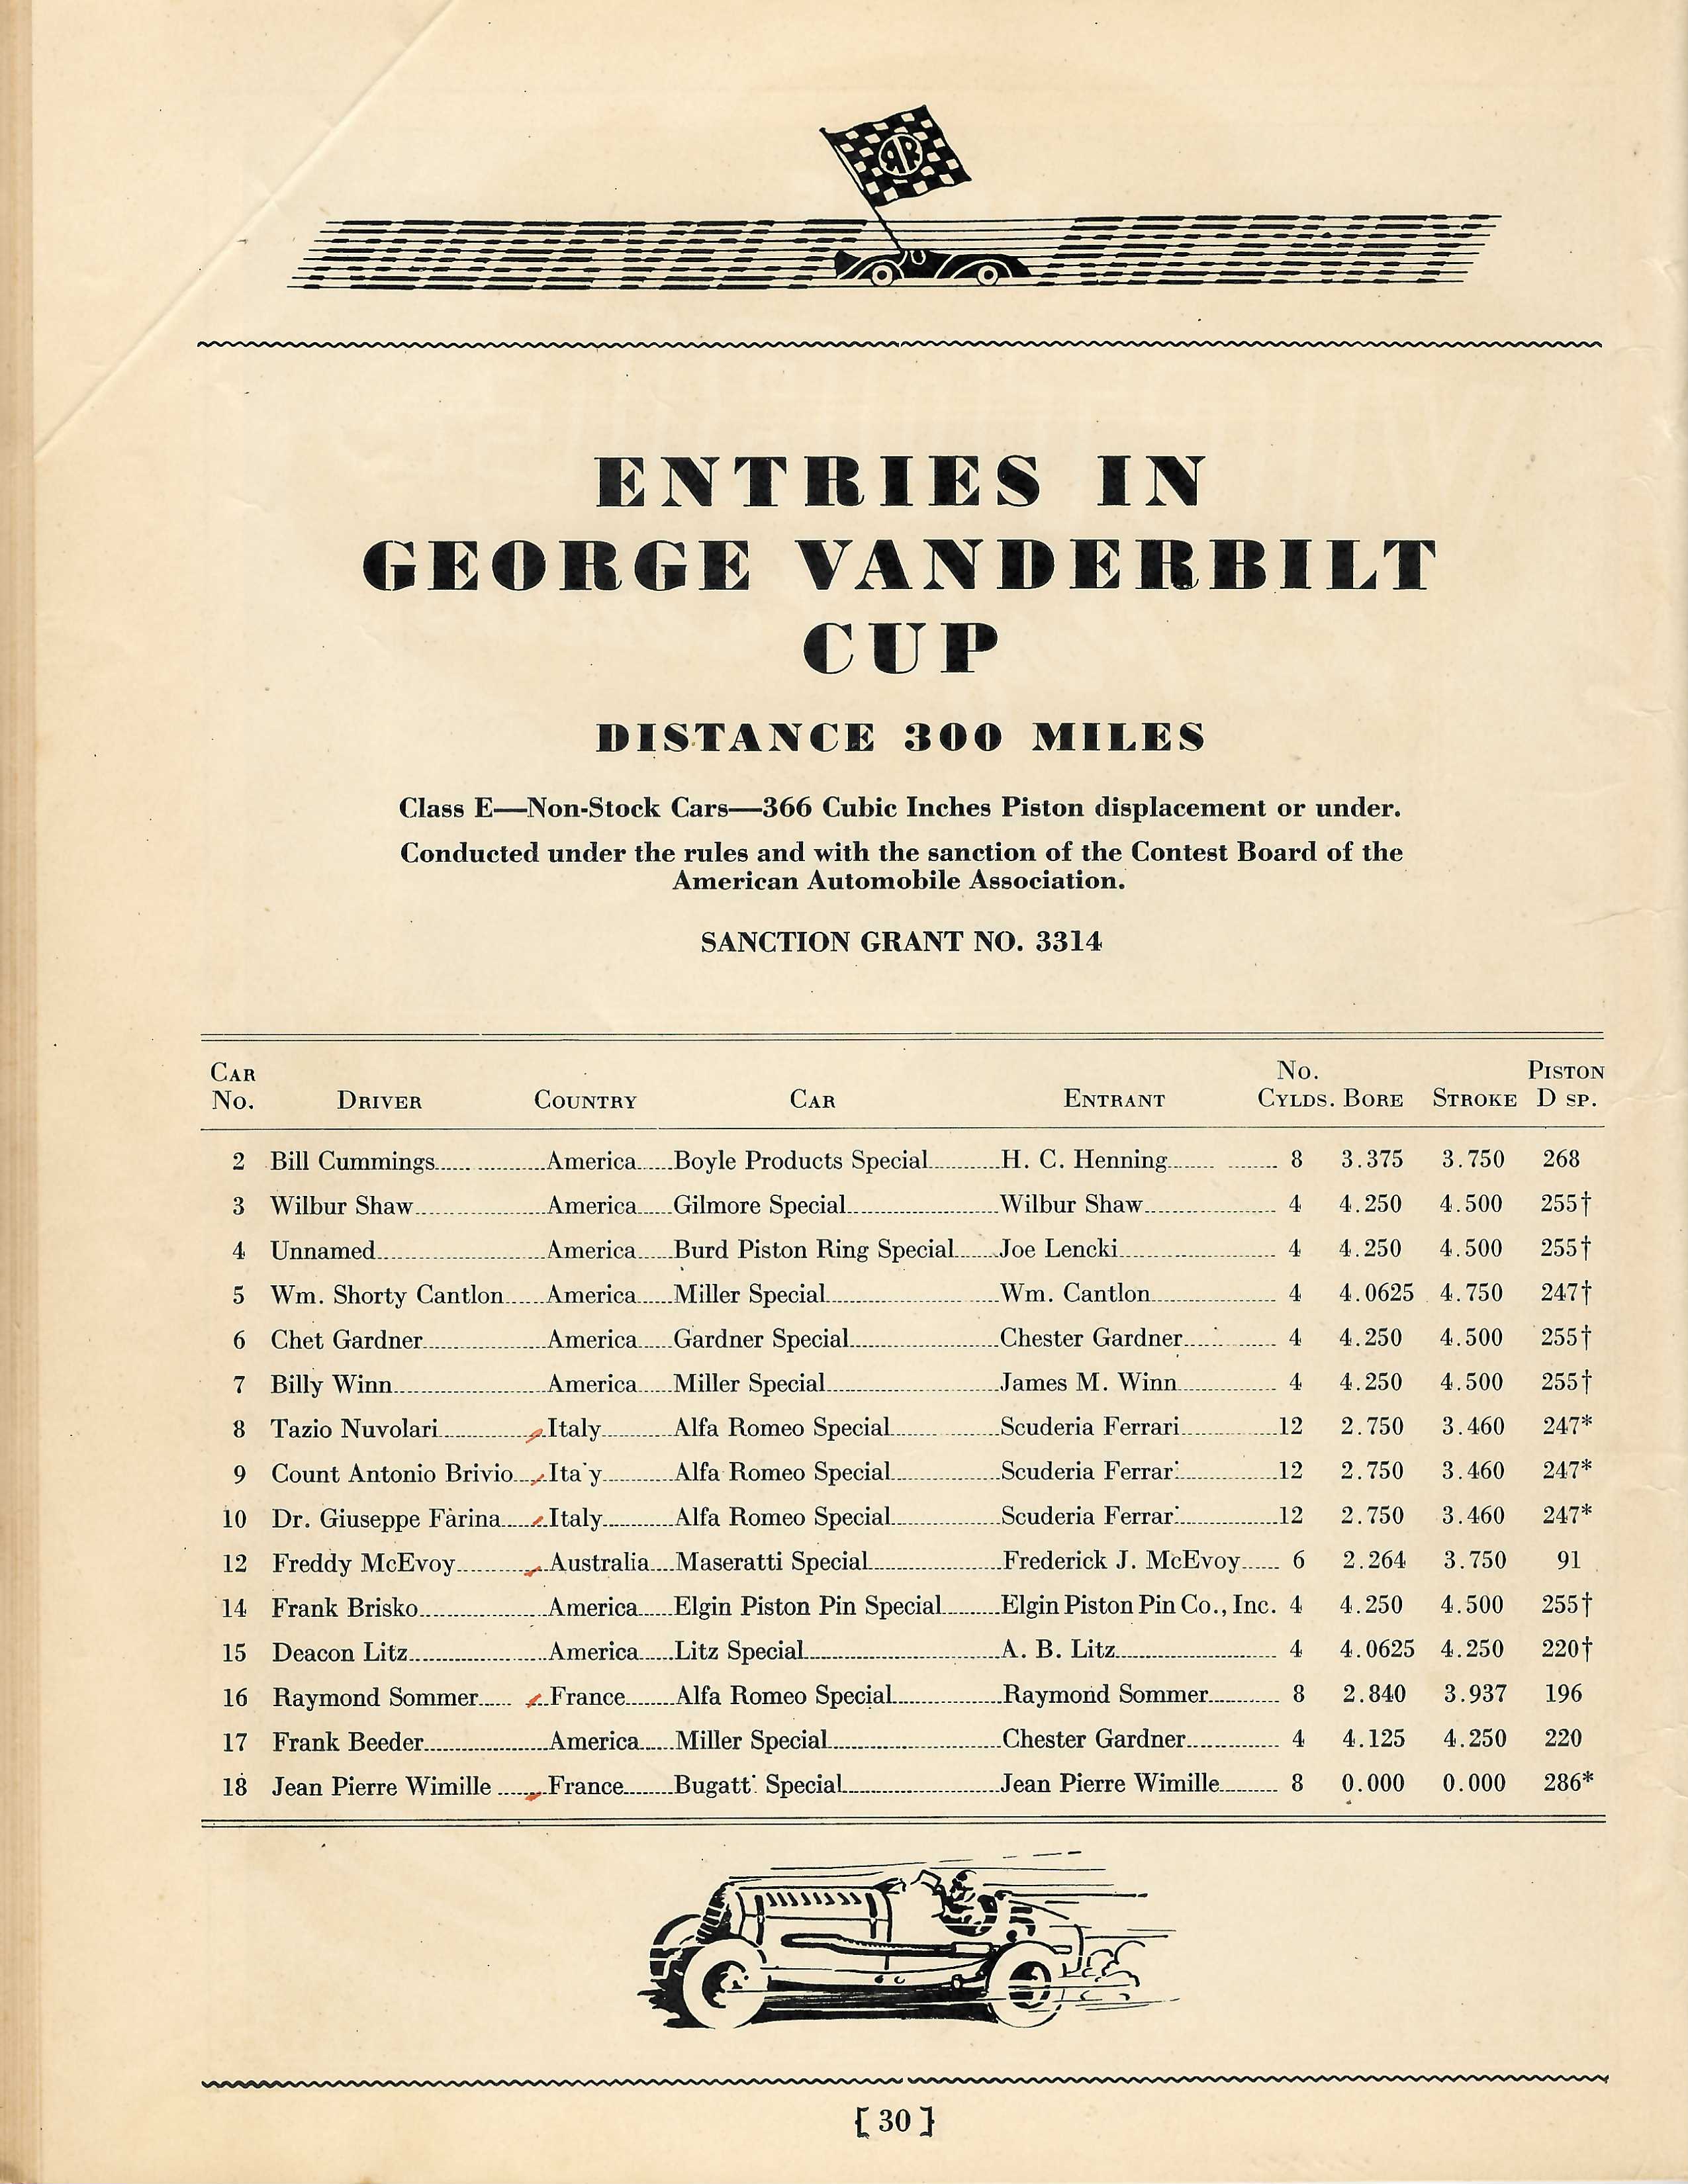 ENTRIES IN
GEORGE VANDERBILT
CUP
DISTANCE 300 MILES
Class E—Non-Stock Cars—366 Cubic Inches Piston displacement or under.
Conducted under the rules and with the sanction of the Contest Board of the
American Automobile Association.
SANCTION GRANT NO. 3314
CAR No. DRIVER COUNTRY CAR ENTRANT No. CYLDS. BORE STROKE PISTON D SP.
2 Bill Cummings America Boyle Products Special H. C. Henning 8 3.375 3.750 268
3 Wilbur Shaw America Gilmore Special Wilbur Shaw 4 4.250 4.500 255†
4 Unnamed America Burd Piston Ring Special Joe Lencki 4 4.250 4.500 255†
5 Wm. Shorty Cantlon America Miller Special Wm. Cantlon 4 4.0625 4.750 247†
6 Chet Gardner America Gardner Special Chester Gardner 4 4.250 4.500 255†
7 Billy Winn America Miller Special James M. Winn 4 4.250 4.500 255†
8 Tazio Nuvolari Italy Alfa Romeo Special Scuderia Ferrari 12 2.750 3.460 247*
9 Count Antonio Brivio Ita y Alfa Romeo Special Scuderia Ferrari 12 2.750 3.460 247*
10 Dr. Giuseppe Farina Italy Alfa Romeo Special Scuderia Ferrari 12 2.750 3.460 247*
12 Freddy McEvoy Australia Maseratti Special Frederick J. McEvoy 6 2.264 3.750 91
14 Frank Brisko America Elgin Piston Pin Special Elgin Piston Pin Co., Inc. 4 4.250 4.500 255†
15 Deacon Litz America Litz Special A. B. Litz 4 4.0625 4.250 220†
16 Raymond Sommer France Alfa Romeo Special Raymond Sommer 8 2.840 3.937 196
17 Frank Beeder America Miller Special Chester Gardner 4 4.125 4.250 220
18 Jean Pierre Wimille France Bugatti Special Jean Pierre Wimille 8 0.000 0.000 286*
[ 30 ]